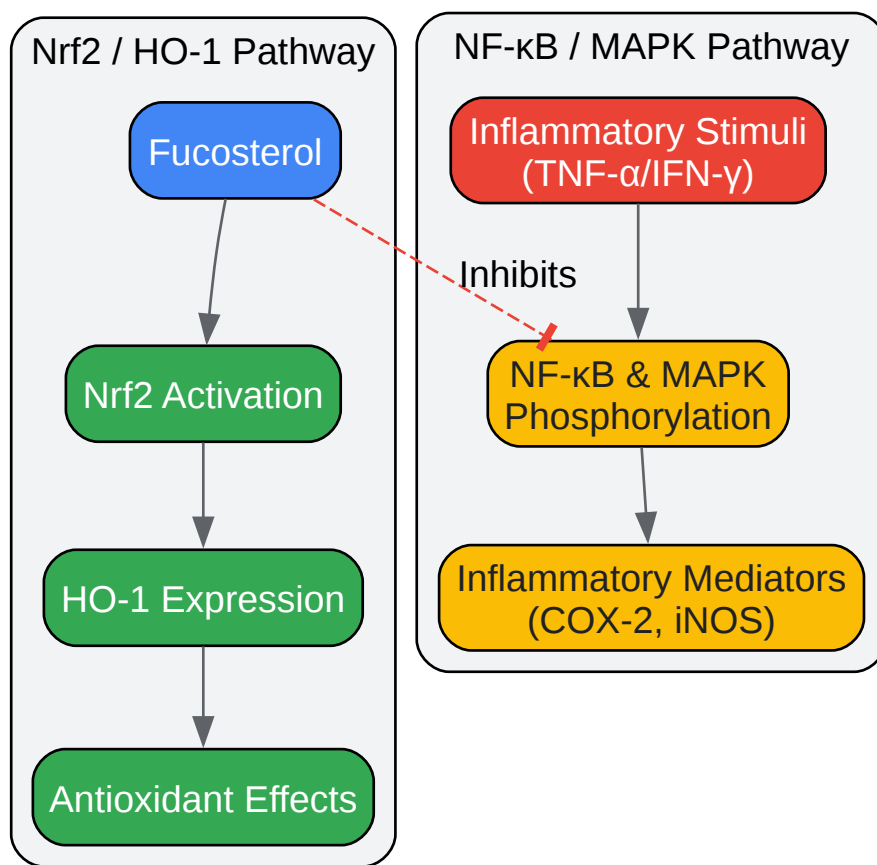 Nrf2 / HO-1 Pathway
Fucosterol
Nrf2 Activation
HO-1 Expression
Antioxidant Effects
Inhibits
NF-κB / MAPK Pathway
Inflammatory Stimuli
(TNF-α/IFN-γ)
NF-κB & MAPK
Phosphorylation
Inflammatory Mediators
(COX-2, iNOS)